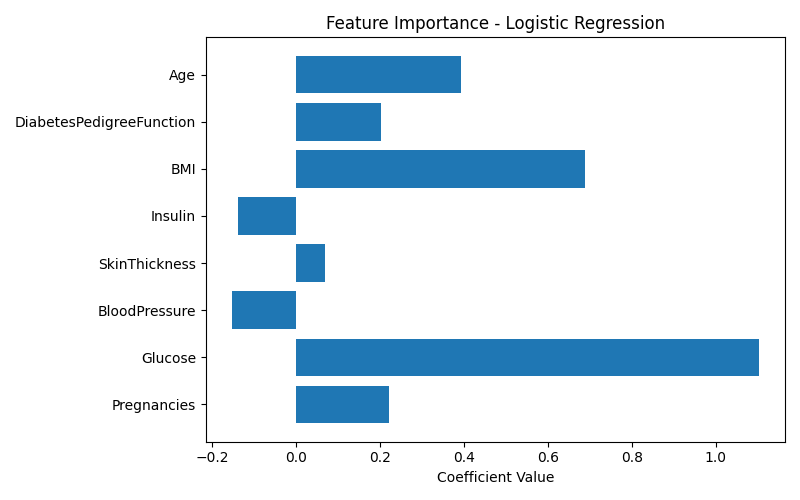 Feature Importance - Logistic Regression
Age
DiabetesPedigreeFunction
BMI
Insulin
SkinThickness
BloodPressure
Glucose
Pregnancies
−0.2 0.0 0.2 0.4 0.6 0.8 1.0
Coefficient Value